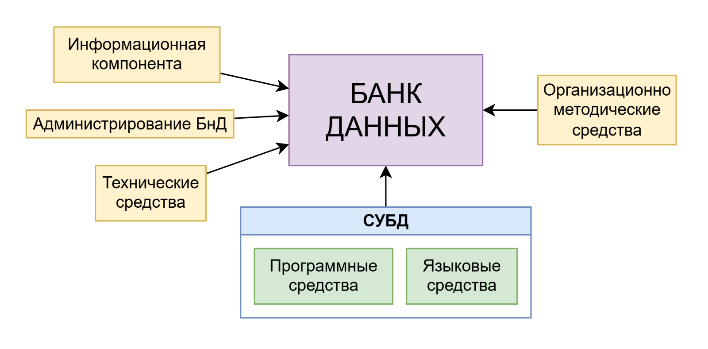 Информационная
компонента
БАНК
ДАННЫХ
Организационно
методические
средства
Администрирование БнД
Технические
средства
СУБД
Программные
средства
Языковые
средства